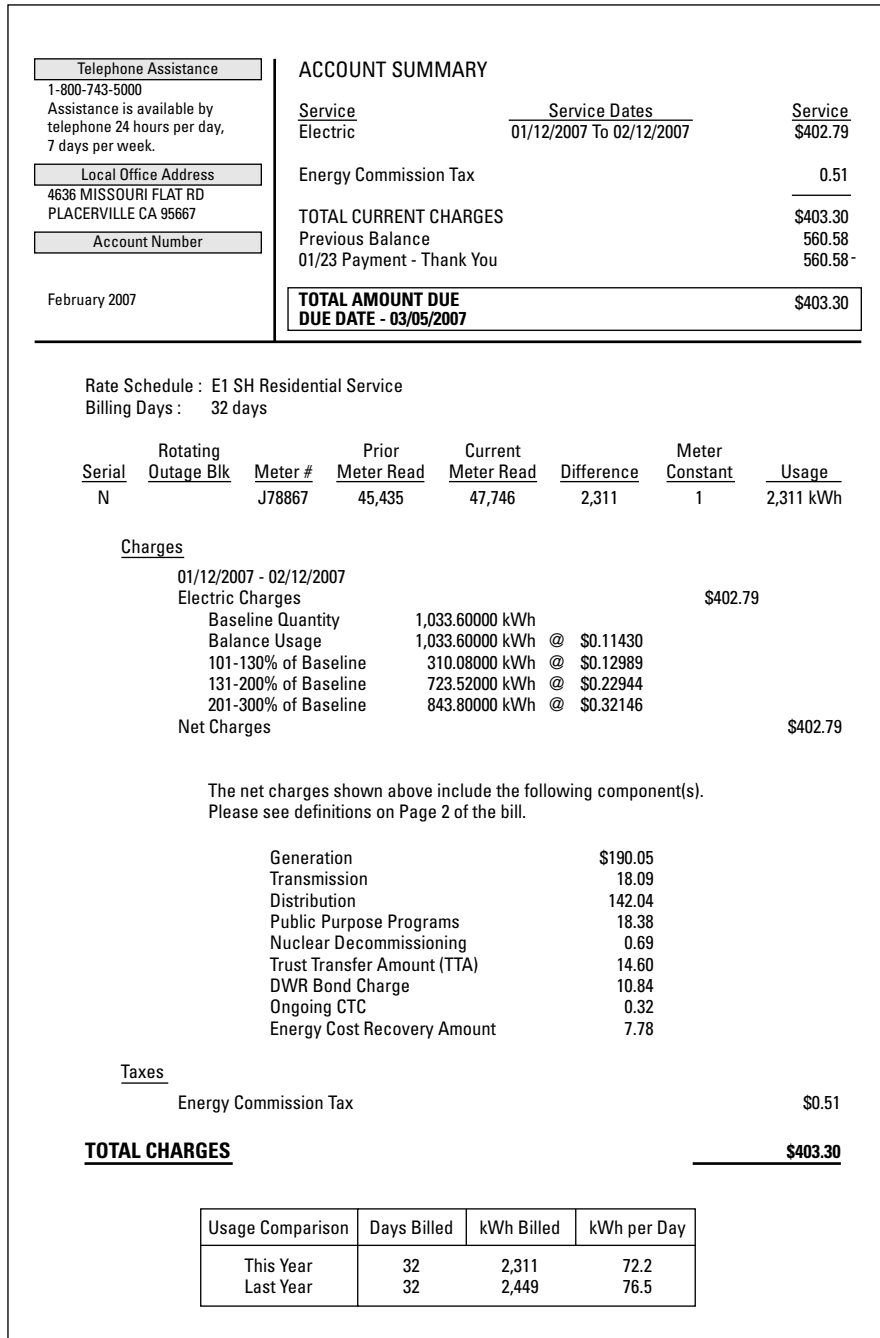 Telephone Assistance
1-800-743-5000
Assistance is available by
telephone 24 hours per day,
7 days per week.
Local Office Address
4636 MISSOURI FLAT RD
PLACERVILLE CA 95667
Account Number
February 2007
ACCOUNT SUMMARY
Service Service Dates Service
Electric 01/12/2007 To 02/12/2007 $402.79
Energy Commission Tax 0.51
TOTAL CURRENT CHARGES $403.30
Previous Balance 560.58
01/23 Payment - Thank You 560.58-
TOTAL AMOUNT DUE $403.30
DUE DATE - 03/05/2007
Rate Schedule : E1 SH Residential Service
Billing Days : 32 days
Rotating Prior Current Meter
Serial Outage Blk Meter # Meter Read Meter Read Difference Constant Usage
N J78867 45,435 47,746 2,311 1 2,311 kWh
Charges
01/12/2007 - 02/12/2007
Electric Charges $402.79
Baseline Quantity 1,033.60000 kWh
Balance Usage 1,033.60000 kWh @ $0.11430
101-130% of Baseline 310.08000 kWh @ $0.12989
131-200% of Baseline 723.52000 kWh @ $0.22944
201-300% of Baseline 843.80000 kWh @ $0.32146
Net Charges $402.79
The net charges shown above include the following component(s).
Please see definitions on Page 2 of the bill.
Generation $190.05
Transmission 18.09
Distribution 142.04
Public Purpose Programs 18.38
Nuclear Decommissioning 0.69
Trust Transfer Amount (TTA) 14.60
DWR Bond Charge 10.84
Ongoing CTC 0.32
Energy Cost Recovery Amount 7.78
Taxes
Energy Commission Tax $0.51
TOTAL CHARGES $403.30
Usage Comparison Days Billed kWh Billed kWh per Day
This Year 32 2,311 72.2
Last Year 32 2,449 76.5